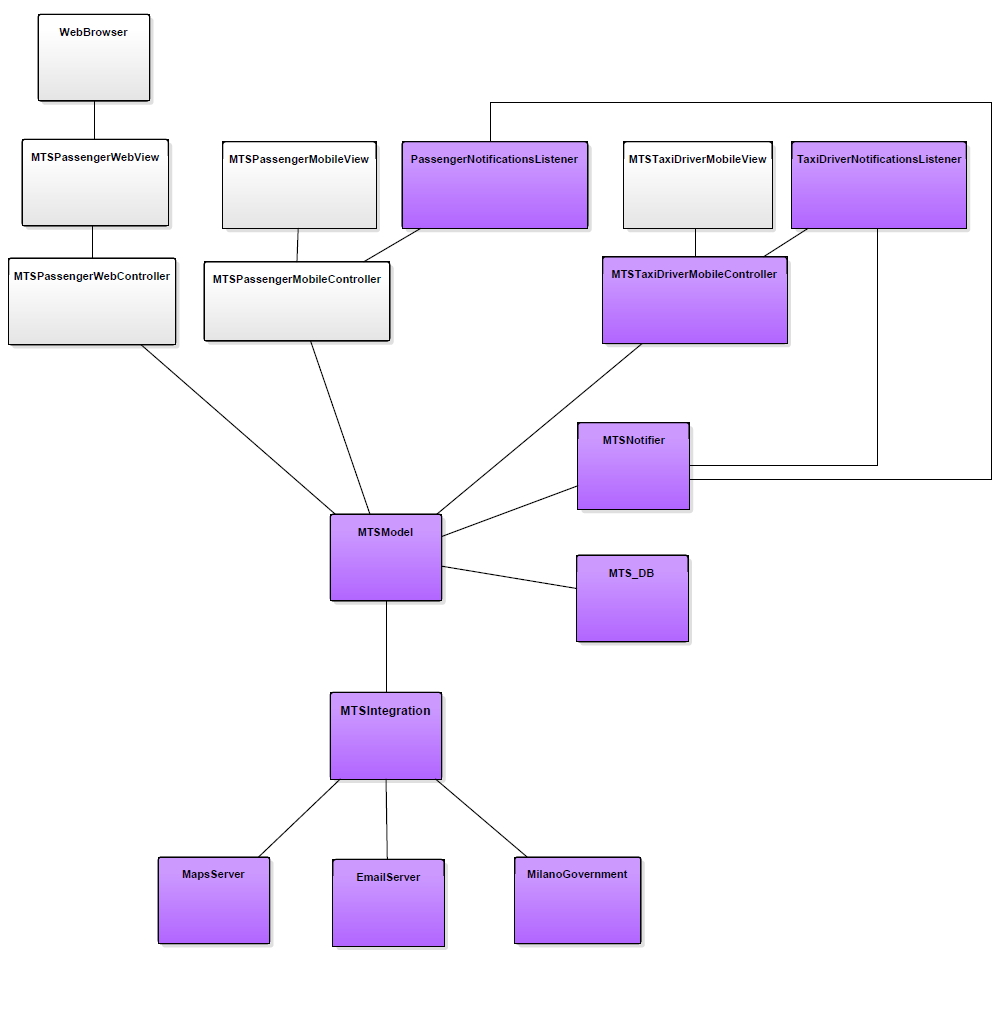 WebBrowser
MTSPassengerWebView
MTSPassengerMobileView
PassengerNotificationsListener
MTSTaxiDriverMobileView
TaxiDriverNotificationsListener
MTSPassengerWebController
MTSPassengerMobileController
MTSTaxiDriverMobileController
MTSNotifier
MTSModel
MTS_DB
MTSIntegration
MapsServer
EmailServer
MilanoGovernment